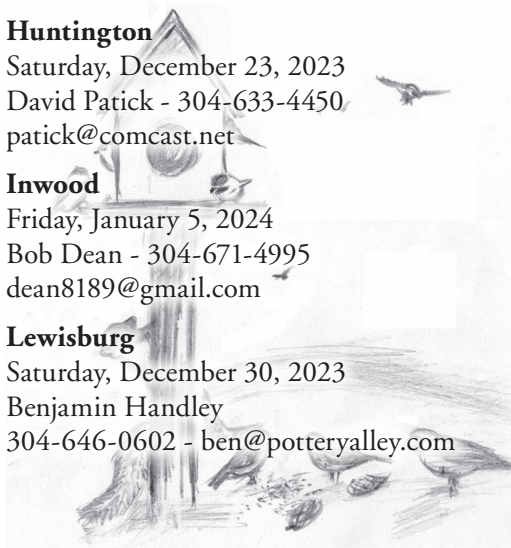 Huntington
Saturday, December 23, 2023
David Patick - 304-633-4450
patick@comcast.net
Inwood
Friday, January 5, 2024
Bob Dean - 304-671-4995
dean8189@gmail.com
Lewisburg
Saturday, December 30, 2023
Benjamin Handley
304-646-0602 - ben@potteryalley.com